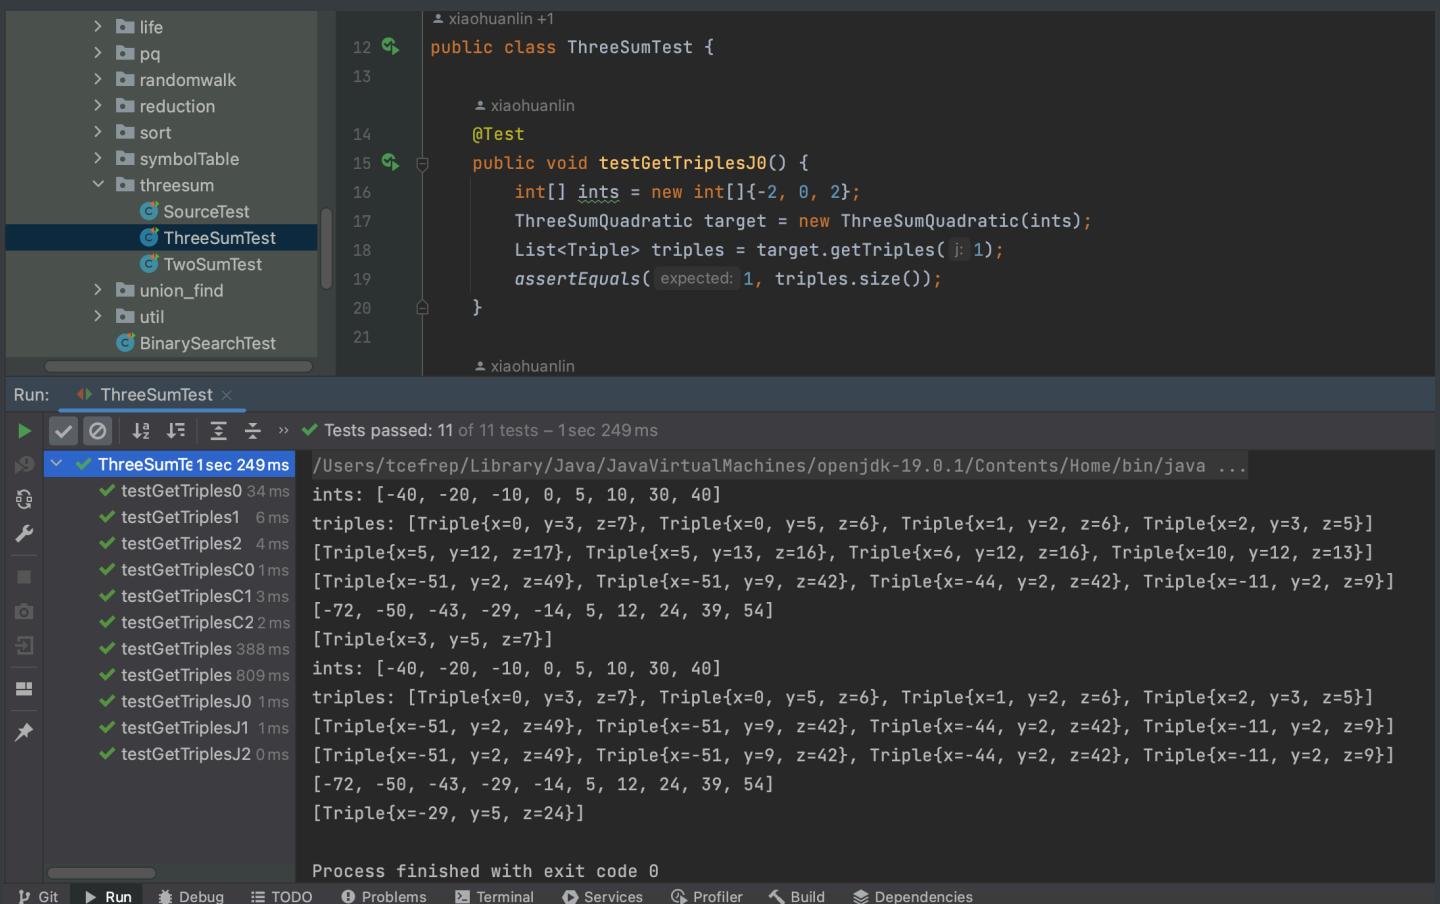 life
pq
randomwalk
reduction
sort
symbolTable
threesum
SourceTest
ThreeSumTest
TwoSumTest
union_find
util
BinarySearchTest
xiaohuanlin +1
12 public class ThreeSumTest {
13
xiaohuanlin
14 @Test
15 public void testGetTriplesJ0() {
16 int[] ints = new int[]{-2, 0, 2};
17 ThreeSumQuadratic target = new ThreeSumQuadratic(ints);
18 List<Triple> triples = target.getTriples( j: 1);
19 assertEquals( expected: 1, triples.size());
20 }
21
xiaohuanlin
Run: ThreeSumTest
Tests passed: 11 of 11 tests – 1 sec 249 ms
ThreeSumTe 1 sec 249 ms
testGetTriples0 34 ms
testGetTriples1 6 ms
testGetTriples2 4 ms
testGetTriplesC0 1 ms
testGetTriplesC1 3 ms
testGetTriplesC2 2 ms
testGetTriples 388 ms
testGetTriples 809 ms
testGetTriplesJ0 1 ms
testGetTriplesJ1 1 ms
testGetTriplesJ2 0 ms
/Users/tcefrep/Library/Java/JavaVirtualMachines/openjdk-19.0.1/Contents/Home/bin/java ...
ints: [-40, -20, -10, 0, 5, 10, 30, 40]
triples: [Triple{x=0, y=3, z=7}, Triple{x=0, y=5, z=6}, Triple{x=1, y=2, z=6}, Triple{x=2, y=3, z=5}]
[Triple{x=5, y=12, z=17}, Triple{x=5, y=13, z=16}, Triple{x=6, y=12, z=16}, Triple{x=10, y=12, z=13}]
[Triple{x=-51, y=2, z=49}, Triple{x=-51, y=9, z=42}, Triple{x=-44, y=2, z=42}, Triple{x=-11, y=2, z=9}]
[-72, -50, -43, -29, -14, 5, 12, 24, 39, 54]
[Triple{x=3, y=5, z=7}]
ints: [-40, -20, -10, 0, 5, 10, 30, 40]
triples: [Triple{x=0, y=3, z=7}, Triple{x=0, y=5, z=6}, Triple{x=1, y=2, z=6}, Triple{x=2, y=3, z=5}]
[Triple{x=-51, y=2, z=49}, Triple{x=-51, y=9, z=42}, Triple{x=-44, y=2, z=42}, Triple{x=-11, y=2, z=9}]
[Triple{x=-51, y=2, z=49}, Triple{x=-51, y=9, z=42}, Triple{x=-44, y=2, z=42}, Triple{x=-11, y=2, z=9}]
[-72, -50, -43, -29, -14, 5, 12, 24, 39, 54]
[Triple{x=-29, y=5, z=24}]
Process finished with exit code 0
Git Run Debug TODO Problems Terminal Services Profiler Build Dependencies